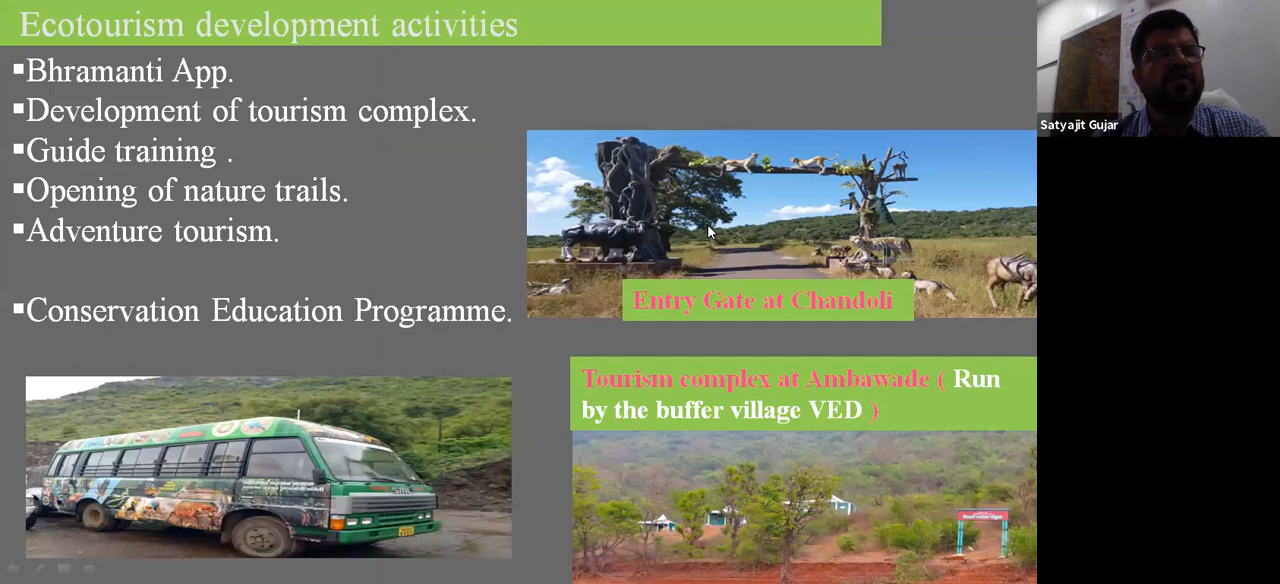 Ecotourism development activities
▪Bhramanti App.
▪Development of tourism complex.
▪Guide training .
▪Opening of nature trails.
▪Adventure tourism.
▪Conservation Education Programme.
Entry Gate at Chandoli
Tourism complex at Ambawade ( Run
by the buffer village VED )
SML
Satyajit Gujar